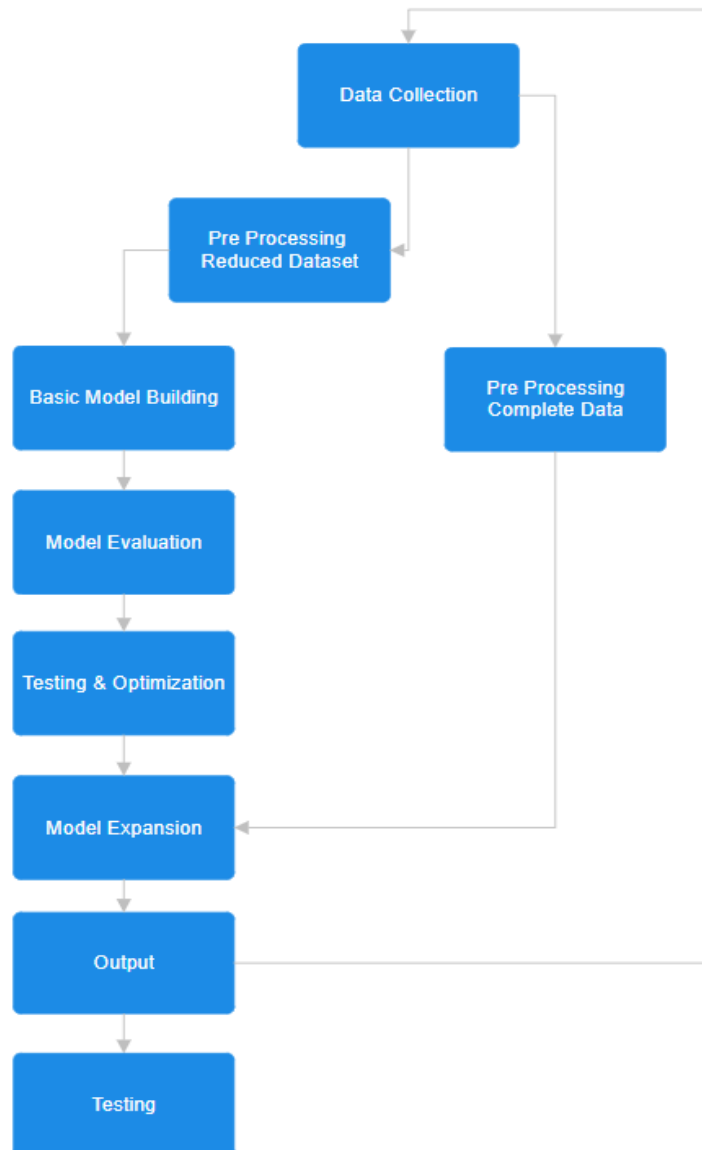 Data Collection
Pre Processing
Reduced Dataset
Basic Model Building
Pre Processing
Complete Data
Model Evaluation
Testing & Optimization
Model Expansion
Output
Testing